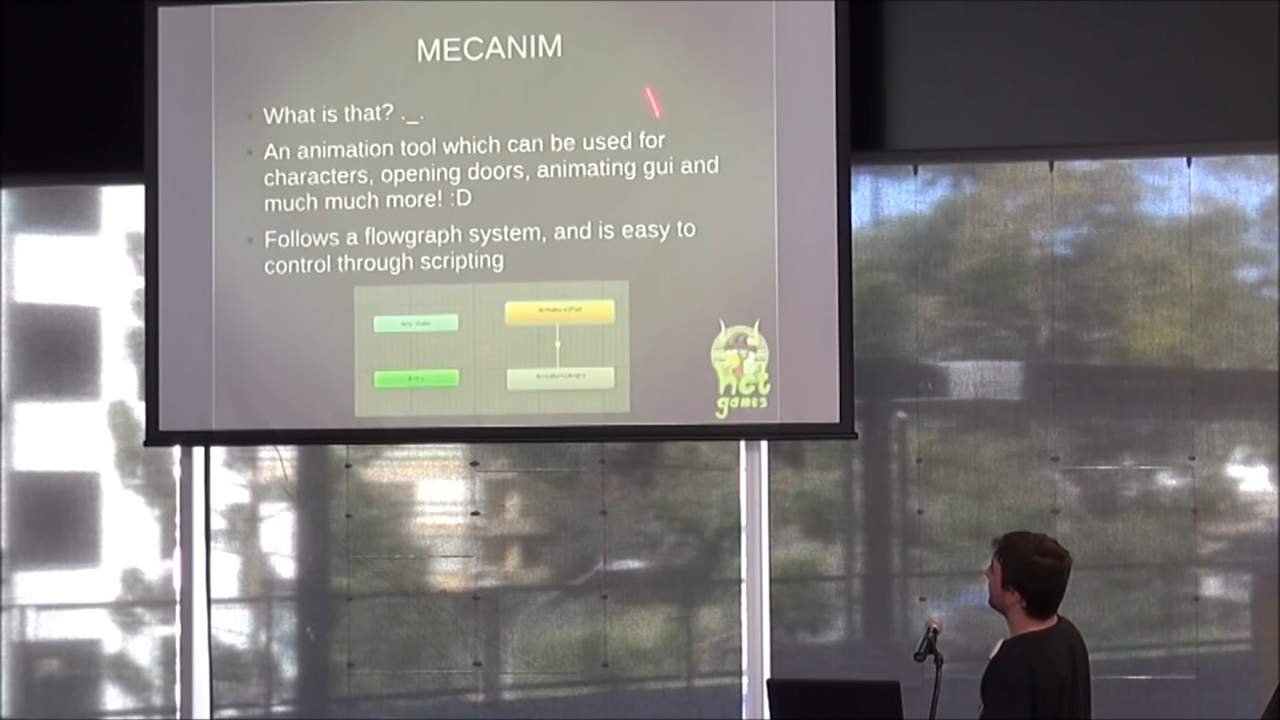 MECANIM
What is that? ._.
An animation tool which can be used for
characters, opening doors, animating gui and
much much more! :D
Follows a flowgraph system, and is easy to
control through scripting
Any State
Entry
games